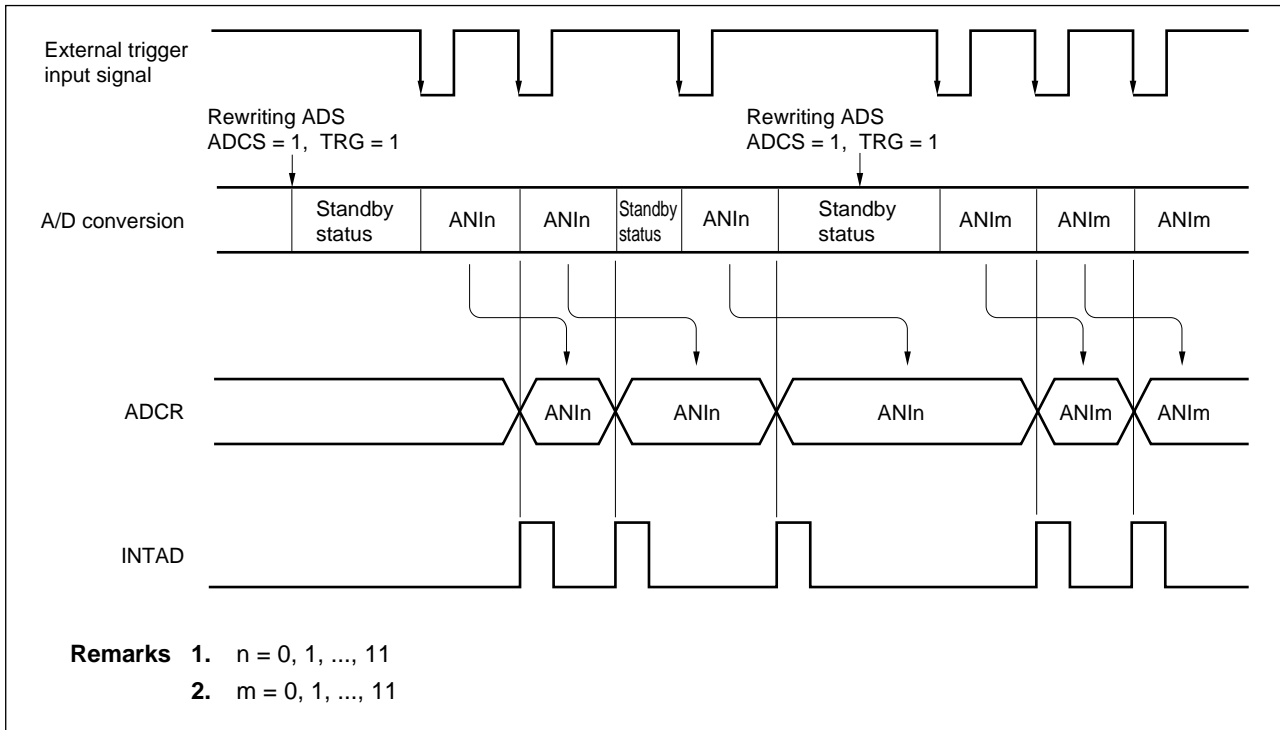 External trigger
input signal
Rewriting ADS
ADCS = 1, TRG = 1
Rewriting ADS
ADCS = 1, TRG = 1
A/D conversion
Standby
status
ANIn
ANIn
Standby
status
ANIn
Standby
status
ANIm
ANIm
ANIm
ADCR
ANIn
ANIn
ANIn
ANIm
ANIm
INTAD
Remarks 1. n = 0, 1, ..., 11
2. m = 0, 1, ..., 11